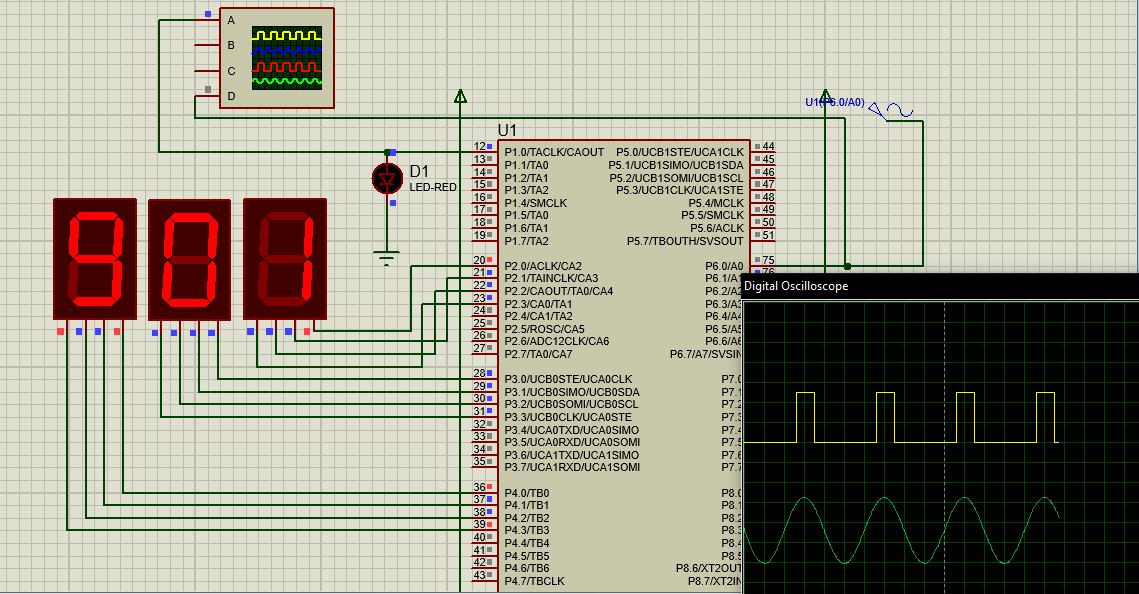 A
B
C
D
U1(P6.0/A0)
U1
D1
LED-RED
901
12 P1.0/TACLK/CAOUT P5.0/UCB1STE/UCA1CLK 44
13 P1.1/TA0 P5.1/UCB1SIMO/UCB1SDA 45
14 P1.2/TA1 P5.2/UCB1SOMI/UCB1SCL 46
15 P1.3/TA2 P5.3/UCB1CLK/UCA1STE 47
16 P1.4/SMCLK P5.4/MCLK 48
17 P1.5/TA0 P5.5/SMCLK 49
18 P1.6/TA1 P5.6/ACLK 50
19 P1.7/TA2 P5.7/TBOUTH/SVSOUT 51
20 P2.0/ACLK/CA2 P6.0/A0 75
21 P2.1/TAINCLK/CA3 P6.1/A1 76
22 P2.2/CAOUT/TA0/CA4 P6.2/A2
23 P2.3/CA0/TA1 P6.3/A3
24 P2.4/CA1/TA2 P6.4/A4
25 P2.5/ROSC/CA5 P6.5/A5
26 P2.6/ADC12CLK/CA6 P6.6/A6
27 P2.7/TA0/CA7 P6.7/A7/SVSIN
28 P3.0/UCB0STE/UCA0CLK P7.0
29 P3.1/UCB0SIMO/UCB0SDA P7.1
30 P3.2/UCB0SOMI/UCB0SCL P7.2
31 P3.3/UCB0CLK/UCA0STE P7.3
32 P3.4/UCA0TXD/UCA0SIMO P7.4
33 P3.5/UCA0RXD/UCA0SOMI P7.5
34 P3.6/UCA1TXD/UCA1SIMO P7.6
35 P3.7/UCA1RXD/UCA1SOMI P7.7
36 P4.0/TB0 P8.0
37 P4.1/TB1 P8.1
38 P4.2/TB2 P8.2
39 P4.3/TB3 P8.3
40 P4.4/TB4 P8.4
41 P4.5/TB5 P8.5
42 P4.6/TB6 P8.6/XT2OUT
43 P4.7/TBCLK P8.7/XT2IN
Digital Oscilloscope